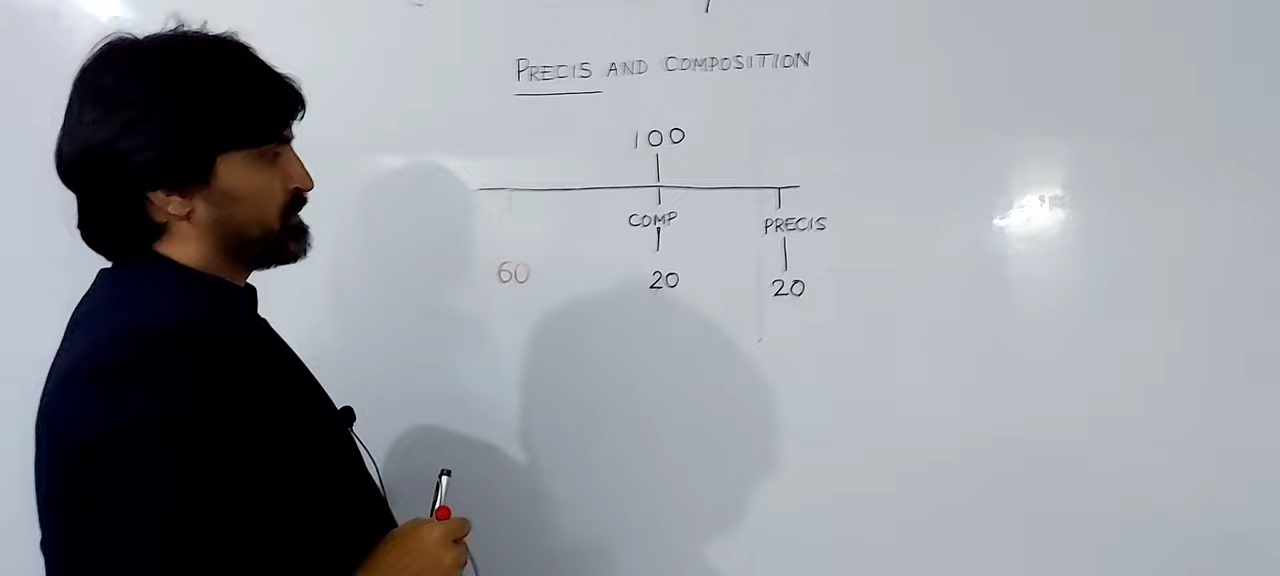 PRECIS AND COMPOSITION
100
COMP PRECIS
60 20 20